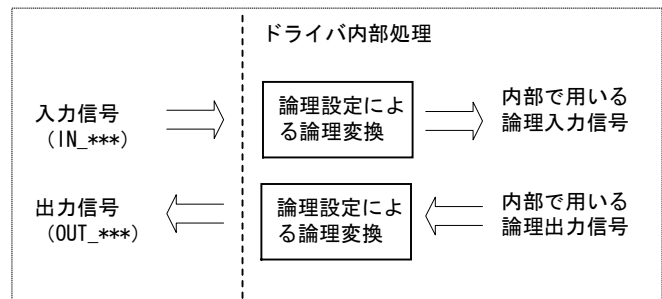 ドライバ内部処理
入力信号
（IN_***）
論理設定によ
る論理変換
内部で用いる
論理入力信号
出力信号
（OUT_***）
論理設定によ
る論理変換
内部で用いる
論理出力信号